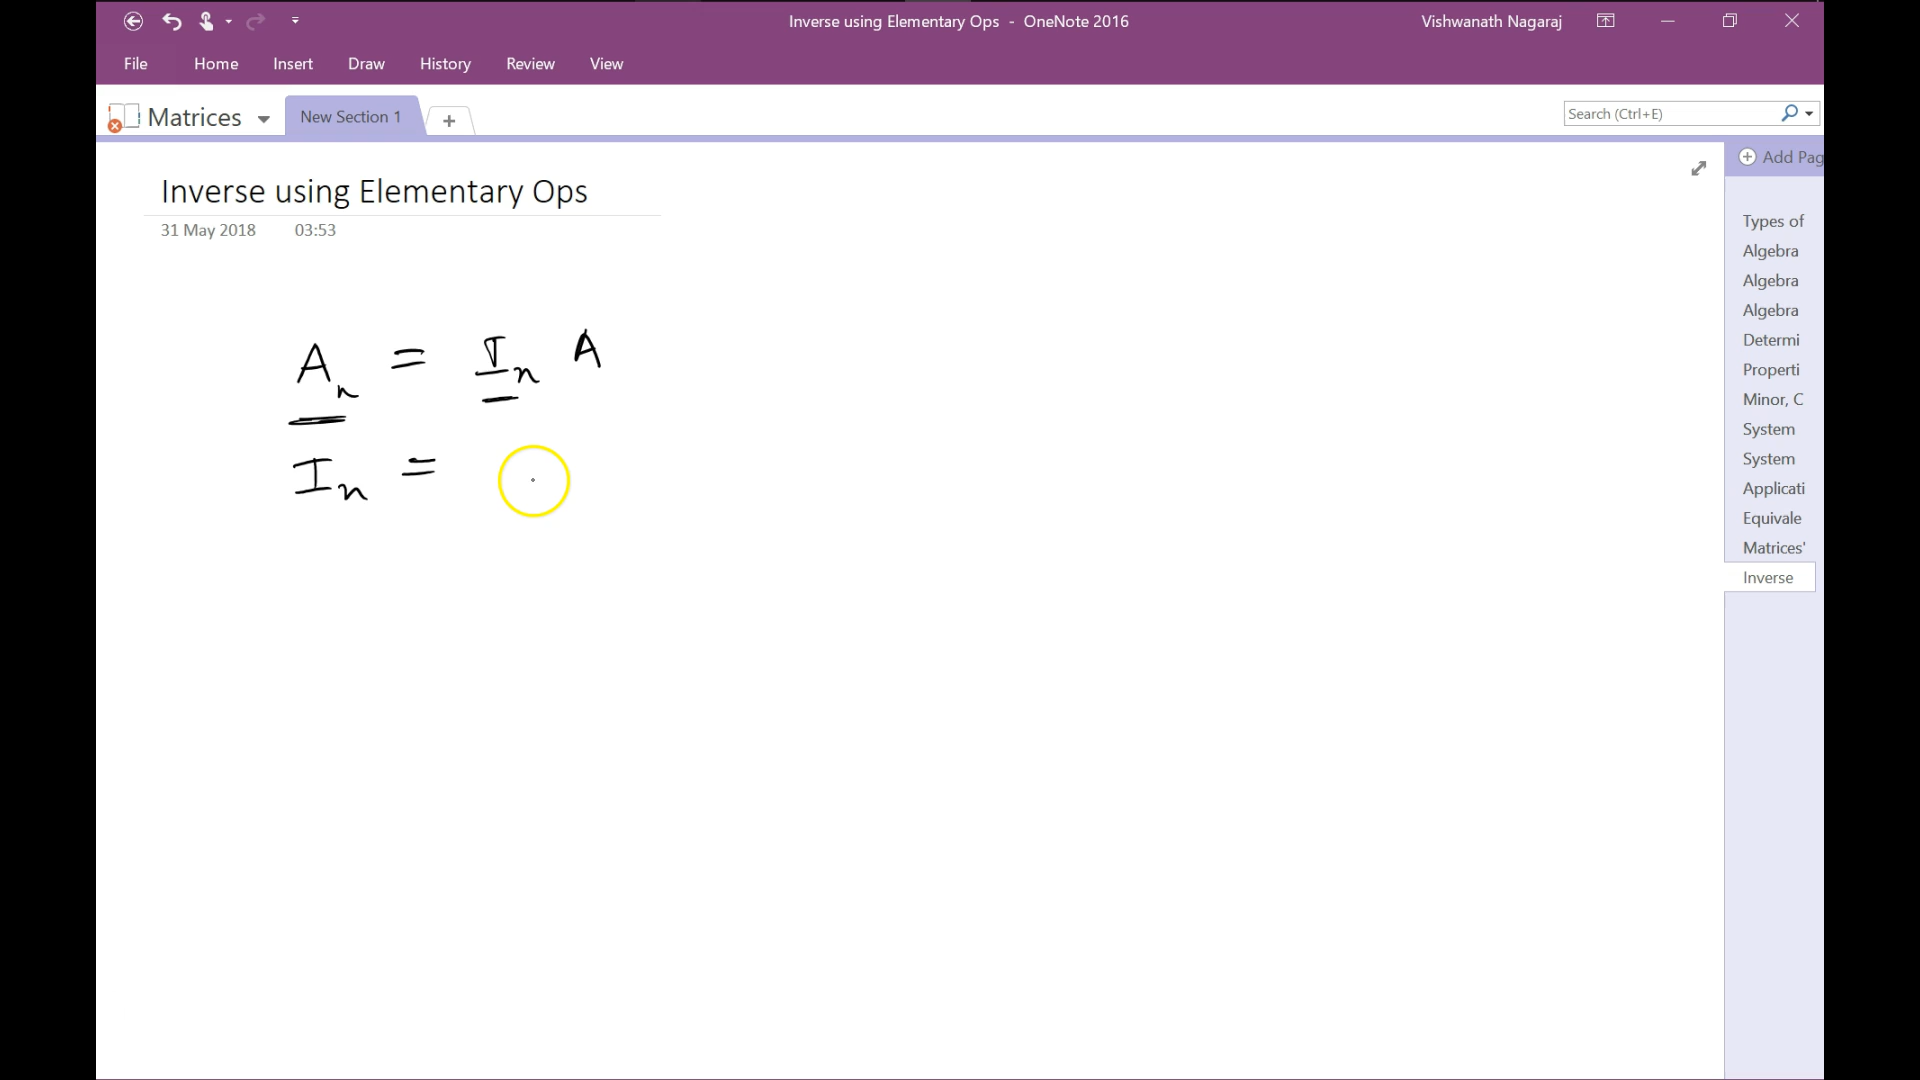 Inverse using Elementary Ops - OneNote 2016
Vishwanath Nagaraj
File Home Insert Draw History Review View
Matrices
New Section 1
Search (Ctrl+E)
Add Pag
Inverse using Elementary Ops
31 May 2018 03:53
Aₙ = Iₙ A
Iₙ =
Types of
Algebra
Algebra
Algebra
Determi
Properti
Minor, C
System
System
Applicati
Equivale
Matrices'
Inverse